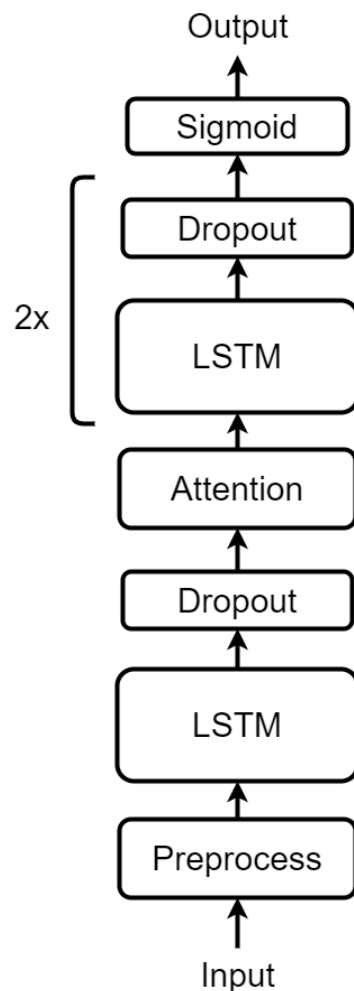 Output
Sigmoid
Dropout
2x
LSTM
Attention
Dropout
LSTM
Preprocess
Input